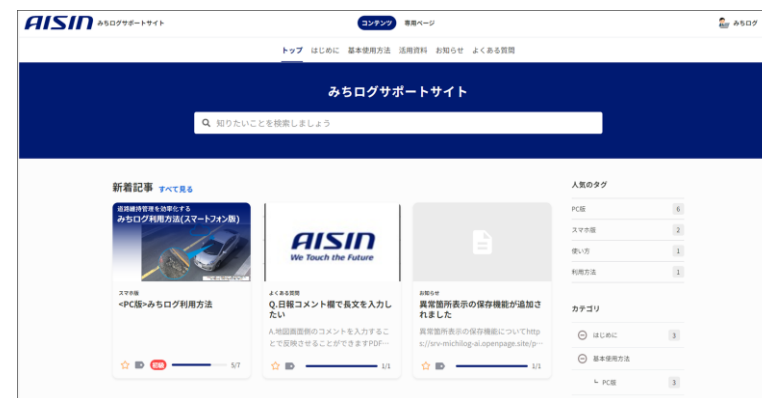 AISIN みちログサポートサイト
コンテンツ 専用ページ
みちログ
トップ はじめに 基本使用方法 活用資料 お知らせ よくある質問
みちログサポートサイト
知りたいことを検索しましょう
新着記事 すべて見る
道路維持管理を効率化する
みちログ利用方法(スマートフォン版)
スマホ版
<PC版>みちログ利用方法
5/7
AISIN
We Touch the Future
よくある質問
Q.日報コメント欄で長文を入力し
たい
A.地図画面側のコメントを入力するこ
とで反映させることができますPDF…
1/1
お知らせ
異常箇所表示の保存機能が追加さ
れました
異常箇所表示の保存機能についてhttp
s://srv-michilog-ai.openpage.site/p…
1/1
人気のタグ
PC版 6
スマホ版 2
使い方 1
利用方法 1
カテゴリ
はじめに 3
基本使用方法
PC版 3